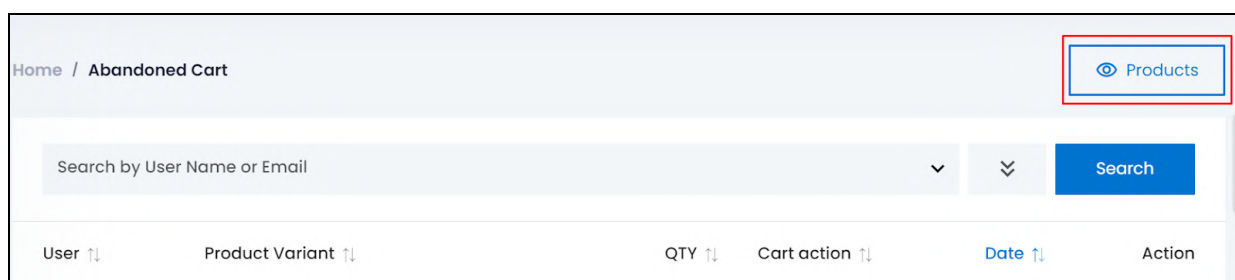 Home / Abandoned Cart
Products
Search by User Name or Email
Search
User Product Variant QTY Cart action Date Action